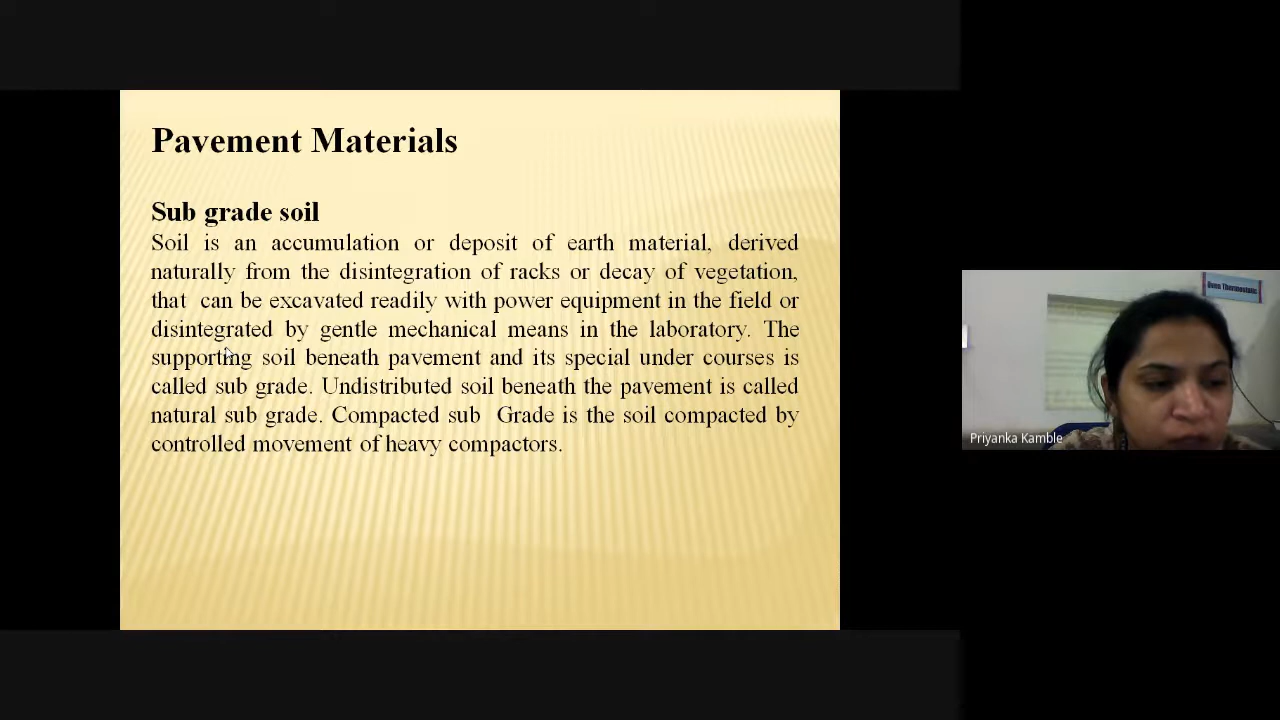 Pavement Materials
Sub grade soil
Soil is an accumulation or deposit of earth material, derived
naturally from the disintegration of racks or decay of vegetation,
that can be excavated readily with power equipment in the field or
disintegrated by gentle mechanical means in the laboratory. The
supporting soil beneath pavement and its special under courses is
called sub grade. Undistributed soil beneath the pavement is called
natural sub grade. Compacted sub Grade is the soil compacted by
controlled movement of heavy compactors.
Priyanka Kamble